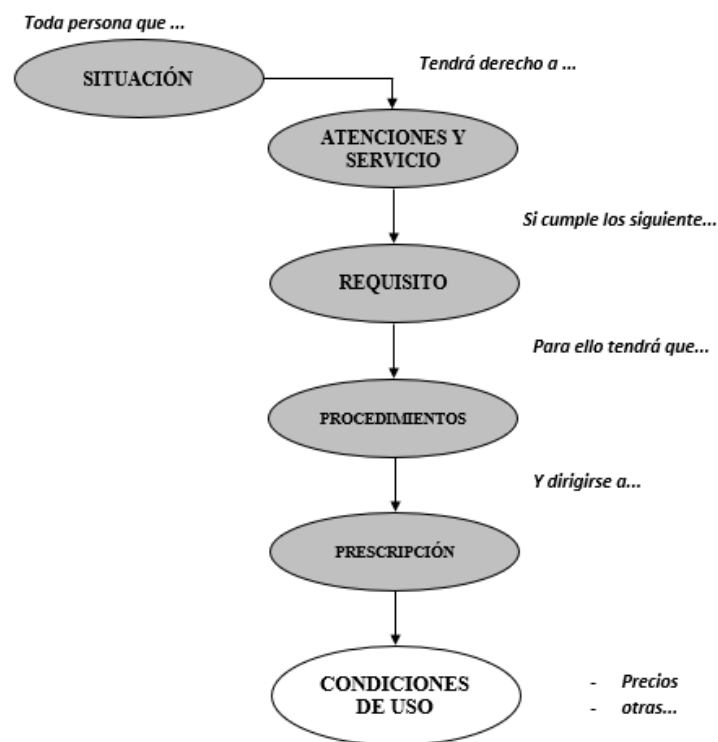 Toda persona que ...
SITUACIÓN
Tendrá derecho a ...
ATENCIONES Y
SERVICIO
Si cumple los siguiente...
REQUISITO
Para ello tendrá que...
PROCEDIMIENTOS
Y dirigirse a...
PRESCRIPCIÓN
CONDICIONES
DE USO
- Precios
- otras...